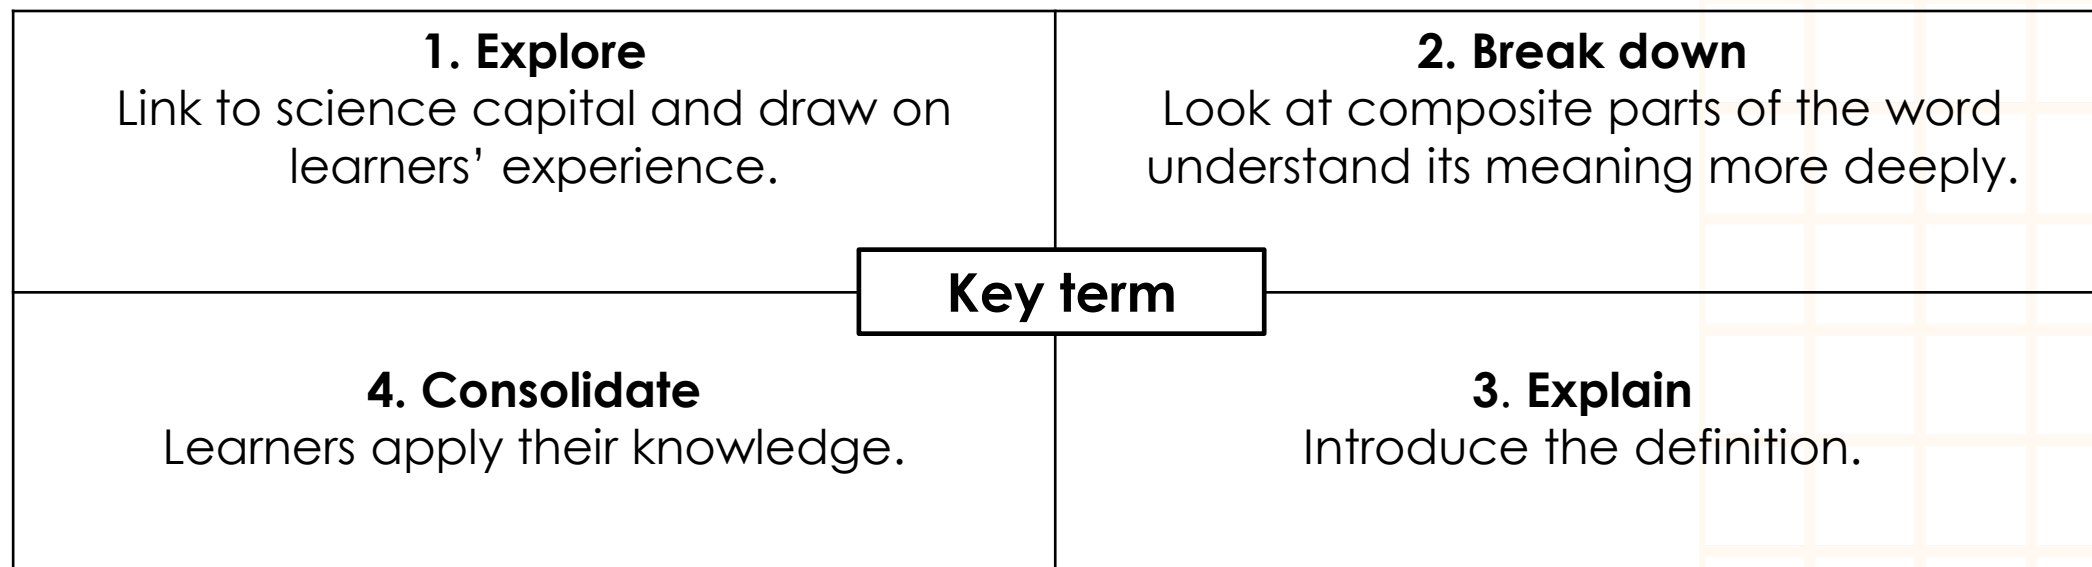 1. Explore
Link to science capital and draw on
learners’ experience.
2. Break down
Look at composite parts of the word
understand its meaning more deeply.
Key term
4. Consolidate
Learners apply their knowledge.
3. Explain
Introduce the definition.